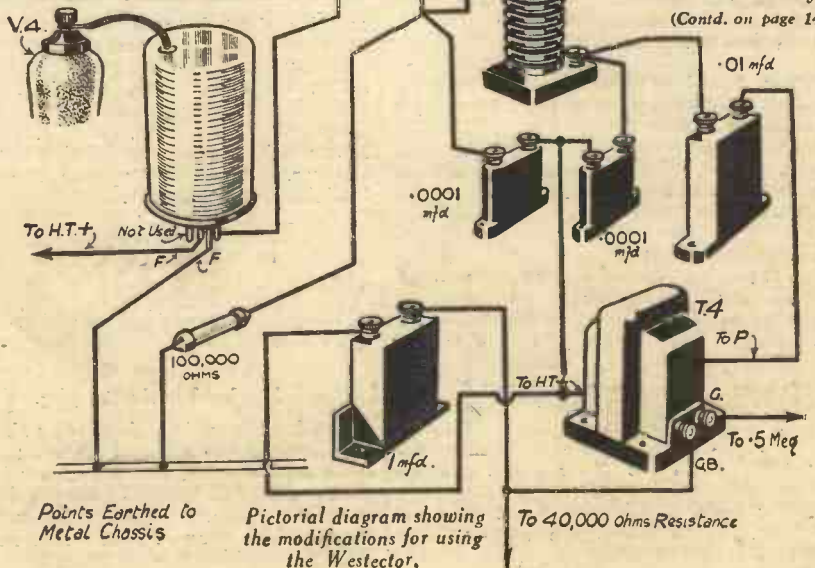 (Contd. on page 14
V.4.
·01 mfd
·0001
mfd
·0001
mfd
To H.T.+
Not Used
F
F
100,000
OHMS
1 mfd.
T.4
To P
To HT+
G.
To ·5 Meg
G.B.
Points Earthed to
Metal Chassis
Pictorial diagram showing
the modifications for using
the Westector.
To 40,000 ohms Resistance